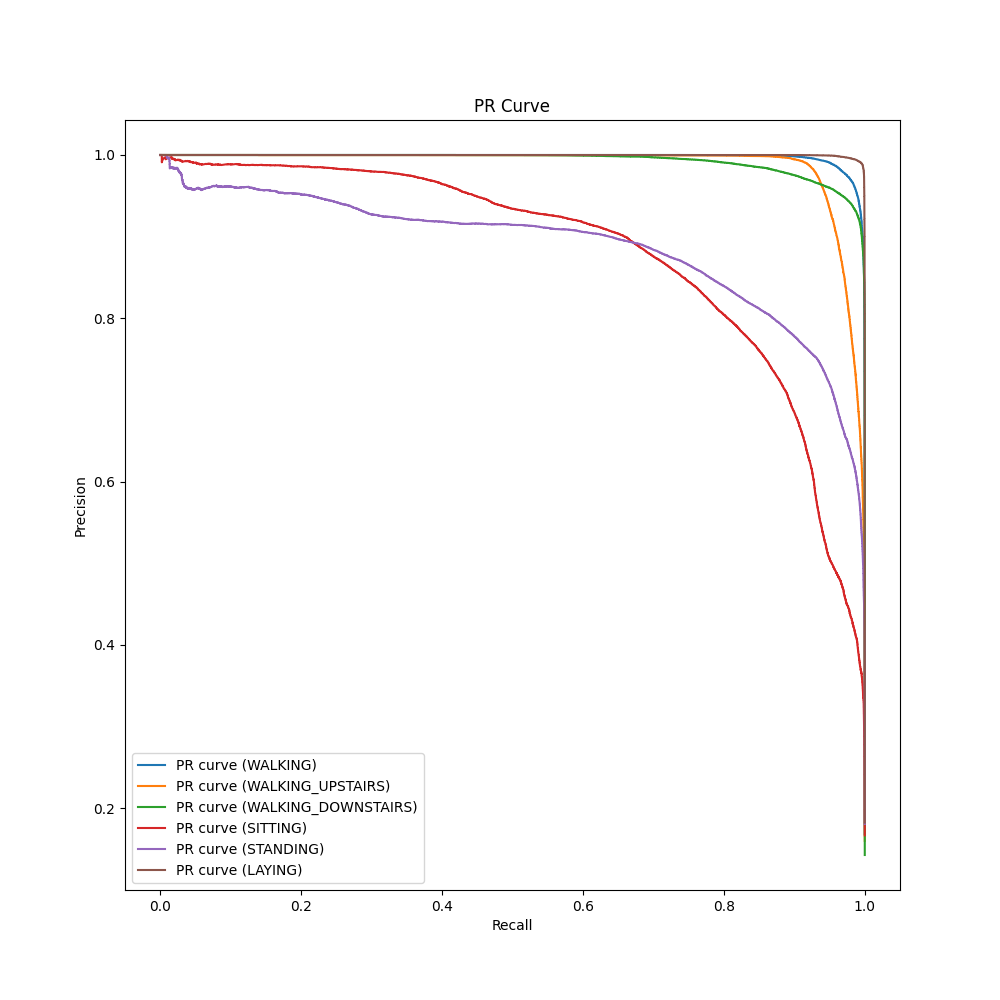 PR Curve
1.0
0.8
0.6
0.4
0.2
Precision
PR curve (WALKING)
PR curve (WALKING_UPSTAIRS)
PR curve (WALKING_DOWNSTAIRS)
PR curve (SITTING)
PR curve (STANDING)
PR curve (LAYING)
0.0 0.2 0.4 0.6 0.8 1.0
Recall